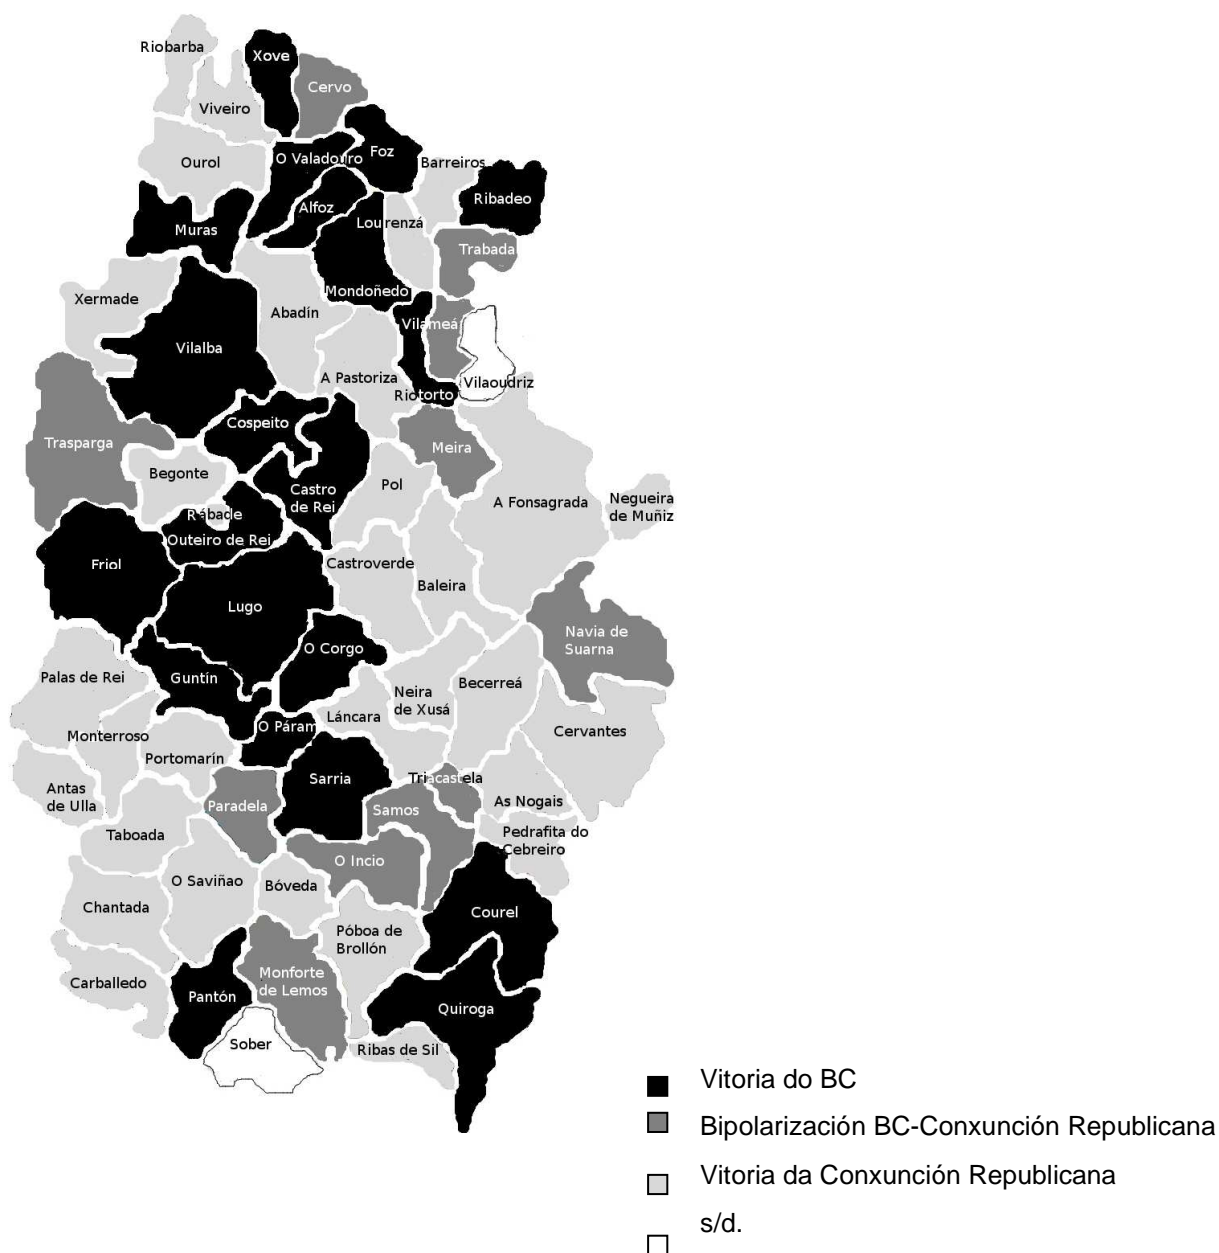 Riobarba
Xove
Cervo
Viveiro
O Valadouro
Foz
Ourol
Barreiros
Ribadeo
Alfoz
Lourenzá
Muras
Trabada
Mondoñedo
Xermade
Abadín
Vilameá
Vilalba
A Pastoriza
Vilaoudriz
Riotorto
Cospeito
Trasparga
Meira
Begonte
Pol
Castro
de Rei
A Fonsagrada
Negueira
de Muñiz
Rábade
Outeiro de Rei
Friol
Castroverde
Baleira
Lugo
Navia de
Suarna
O Corgo
Palas de Rei
Guntín
Neira
de Xusá
Becerreá
Láncara
O Páram
Monterroso
Cervantes
Portomarín
Sarria
Triacastela
Antas
de Ulla
Paradela
Samos
As Nogais
Taboada
Pedrafita do
Cebreiro
O Incio
O Saviñao
Bóveda
Chantada
Courel
Póboa de
Brollón
Carballedo
Pantón
Monforte
de Lemos
Quiroga
Sober
Ribas de Sil
Vitoria do BC
Bipolarización BC-Conxunción Republicana
Vitoria da Conxunción Republicana
s/d.